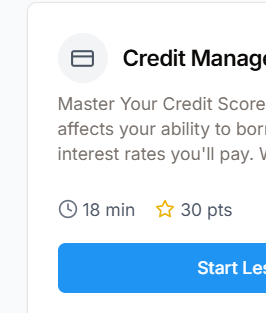 Credit Manage
Master Your Credit Score
affects your ability to bor
interest rates you'll pay. W
18 min 30 pts
Start Les